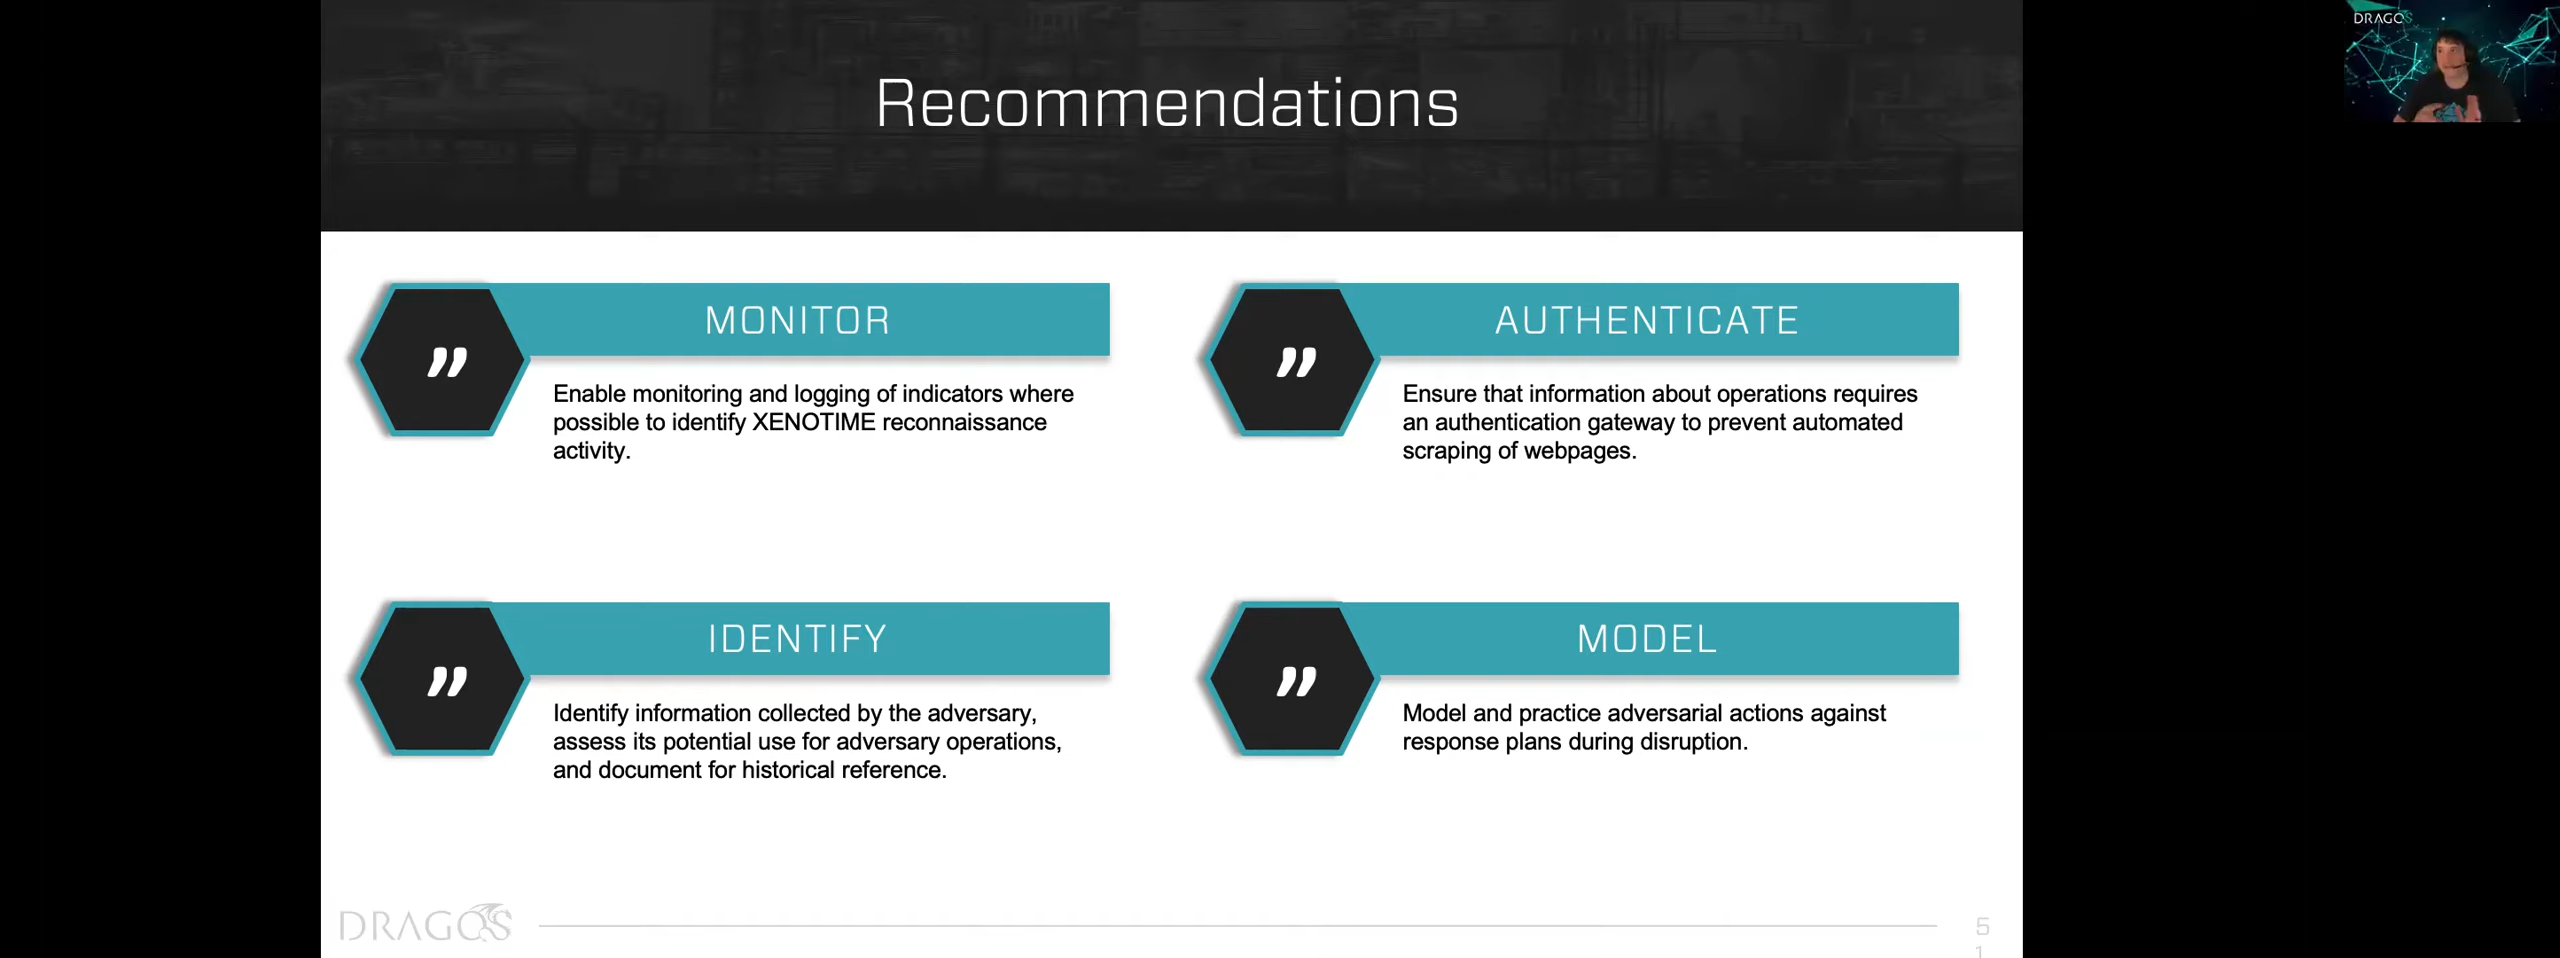 Recommendations
DRAGOS
MONITOR
Enable monitoring and logging of indicators where
possible to identify XENOTIME reconnaissance
activity.
AUTHENTICATE
Ensure that information about operations requires
an authentication gateway to prevent automated
scraping of webpages.
IDENTIFY
Identify information collected by the adversary,
assess its potential use for adversary operations,
and document for historical reference.
MODEL
Model and practice adversarial actions against
response plans during disruption.
DRAGOS
5
1